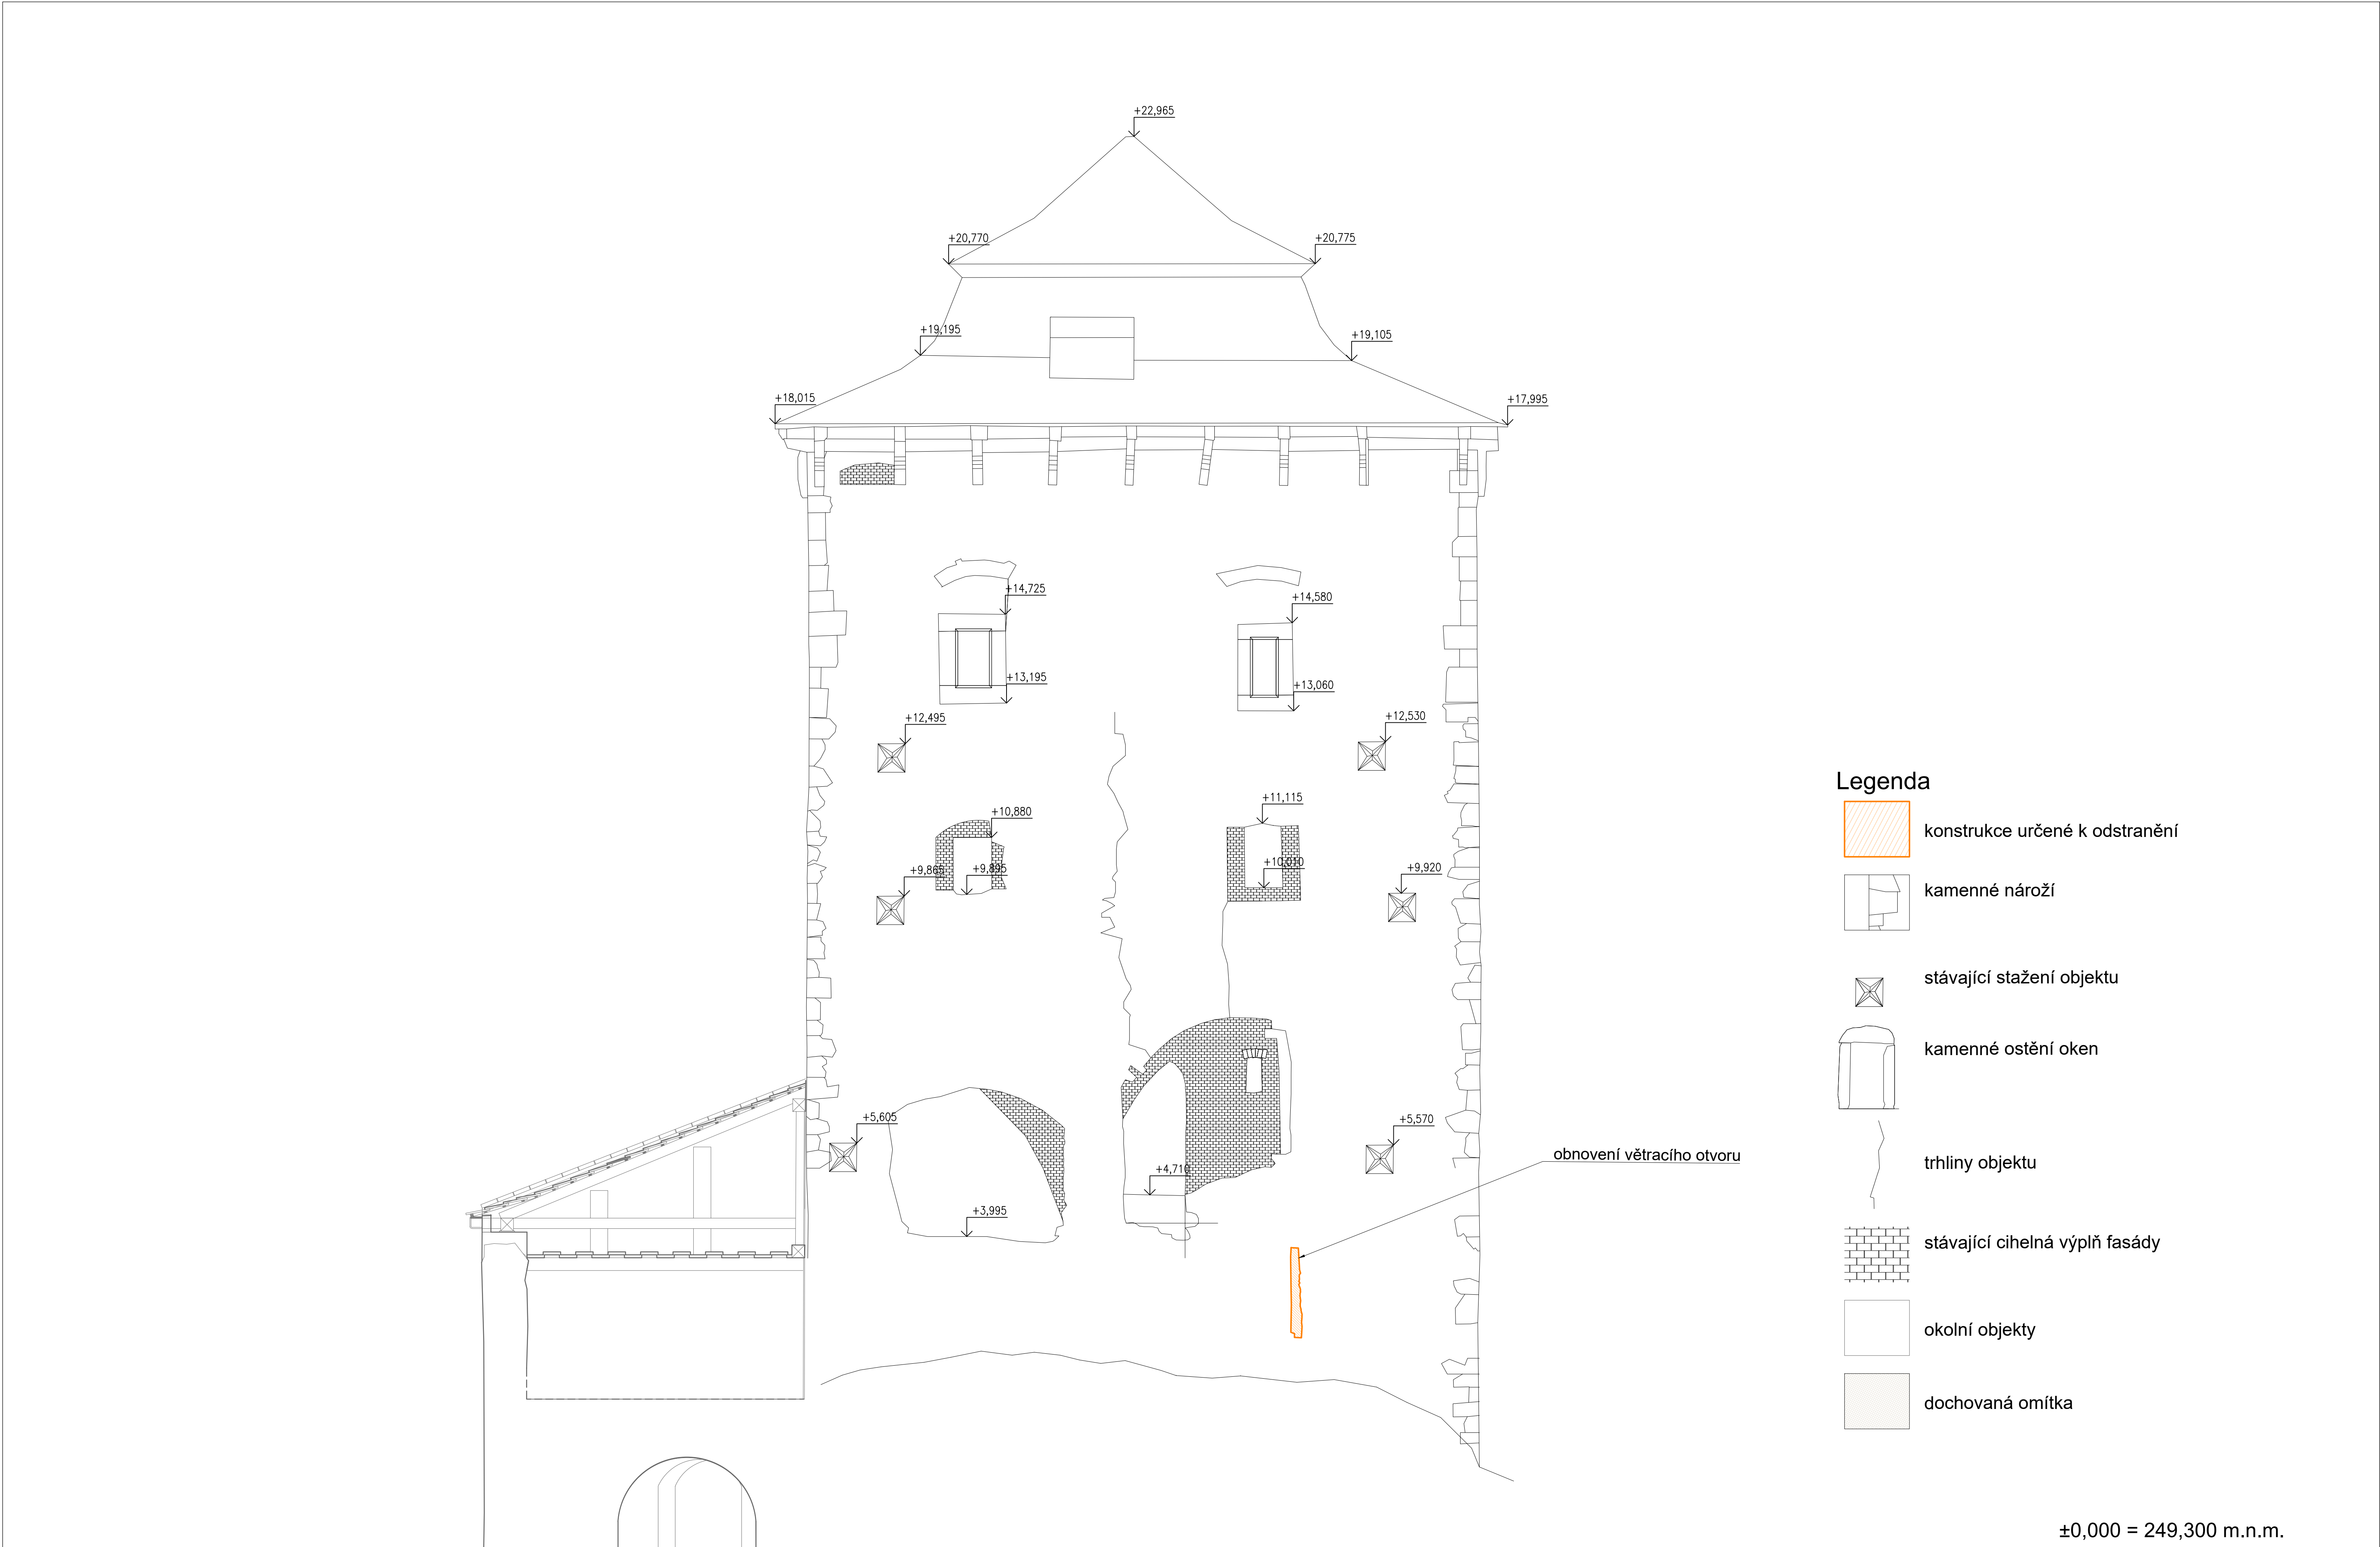 +22,965
+20,770
+20,775
+19,195
+19,105
+18,015
+17,995
+14,725
+14,580
+13,195
+13,060
+12,495
+12,530
+10,880
+11,115
+9,865
+9,895
+10,010
+9,920
+5,605
+5,570
+4,710
+3,995
obnovení větracího otvoru
Legenda
konstrukce určené k odstranění
kamenné nároží
stávající stažení objektu
kamenné ostění oken
trhliny objektu
stávající cihelná výplň fasády
okolní objekty
dochovaná omítka
±0,000 = 249,300 m.n.m.